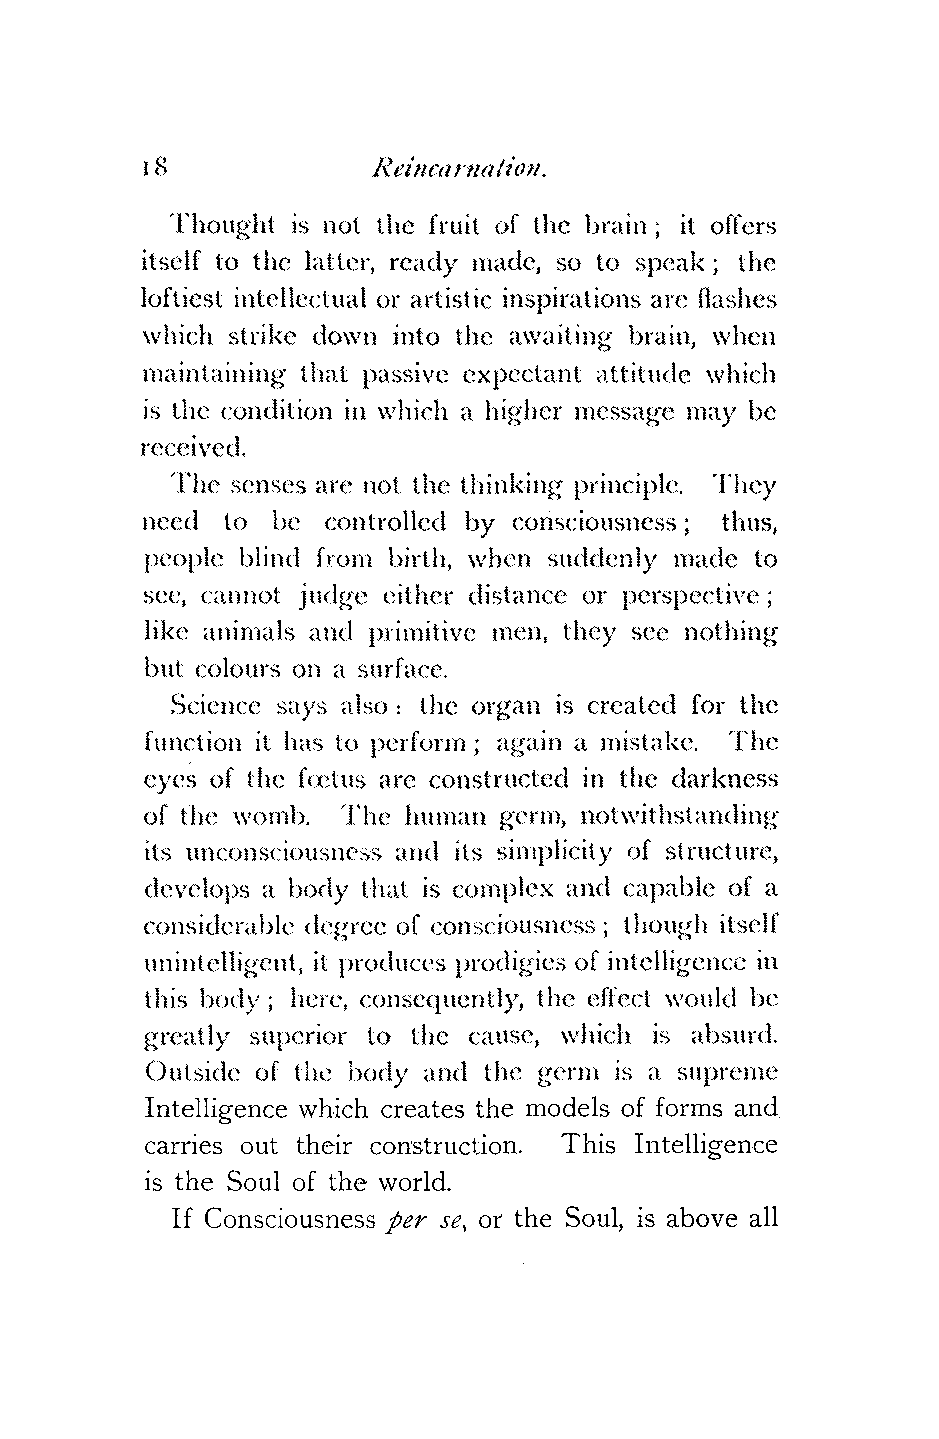 18 Reincarnation.
Thought is not the fruit of the brain; it offers
itself to the latter, ready made, so to speak; the
loftiest intellectual or artistic inspirations are flashes
which strike down into the awaiting brain, when
maintaining that passive expectant attitude which
is the condition in which a higher message may be
received.
The senses are not the thinking principle. They
need to be controlled by consciousness; thus,
people blind from birth, when suddenly made to
see, cannot judge either distance or perspective;
like animals and primitive men, they see nothing
but colours on a surface.
Science says also: the organ is created for the
function it has to perform; again a mistake. The
eyes of the fœtus are constructed in the darkness
of the womb. The human germ, notwithstanding
its unconsciousness and its simplicity of structure,
develops a body that is complex and capable of a
considerable degree of consciousness; though itself
unintelligent, it produces prodigies of intelligence in
this body; here, consequently, the effect would be
greatly superior to the cause, which is absurd.
Outside of the body and the germ is a supreme
Intelligence which creates the models of forms and
carries out their construction. This Intelligence
is the Soul of the world.
If Consciousness per se, or the Soul, is above all